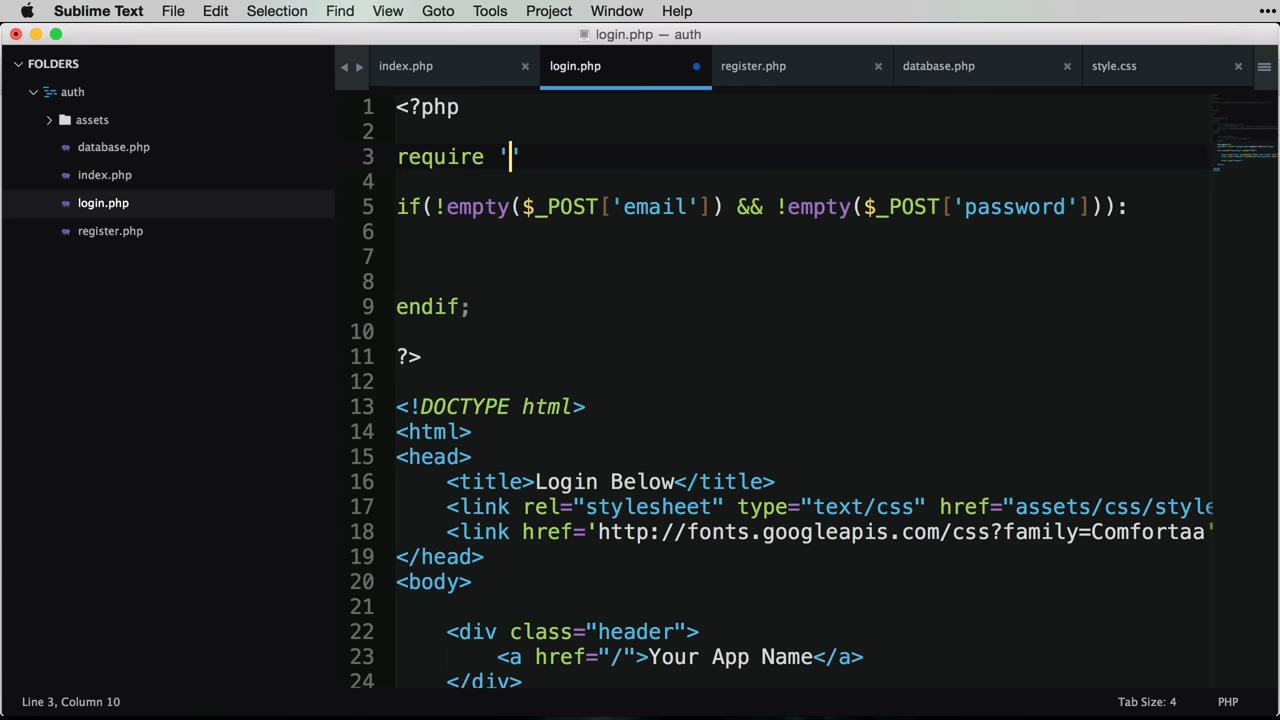 Sublime Text File Edit Selection Find View Goto Tools Project Window Help
login.php — auth
FOLDERS
auth
assets
database.php
index.php
login.php
register.php
index.php login.php register.php database.php style.css
1 <?php
2
3 require ''
4
5 if(!empty($_POST['email']) && !empty($_POST['password'])):
6
7
8
9 endif;
10
11 ?>
12
13 <!DOCTYPE html>
14 <html>
15 <head>
16 <title>Login Below</title>
17 <link rel="stylesheet" type="text/css" href="assets/css/style
18 <link href='http://fonts.googleapis.com/css?family=Comfortaa'
19 </head>
20 <body>
21
22 <div class="header">
23 <a href="/">Your App Name</a>
24 </div>
Line 3, Column 10 Tab Size: 4 PHP